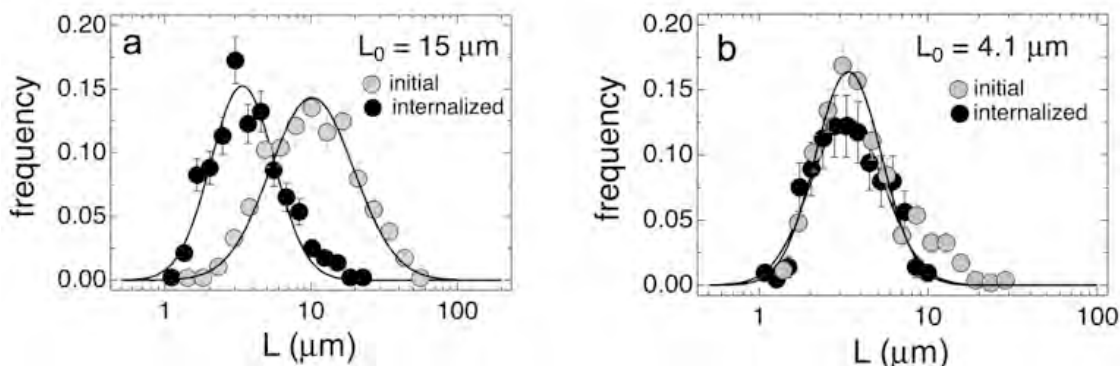 0.20
0.15
0.10
0.05
0.00
frequency
a
L₀ = 15 µm
initial
internalized
1
10
100
L (µm)
0.20
0.15
0.10
0.05
0.00
frequency
b
L₀ = 4.1 µm
initial
internalized
1
10
100
L (µm)